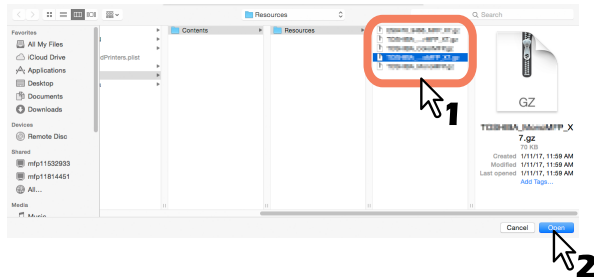 Resources
Search
Favorites
All My Files
iCloud Drive
Applications
Desktop
Documents
Downloads
Devices
Remote Disc
Shared
mfp11532933
mfp11814451
All...
Media
Music
dPrinters.plist
Contents
Resources
1
GZ
7.gz
70 KB
Created 1/11/17, 11:59 AM
Modified 1/11/17, 11:59 AM
Last opened 1/11/17, 11:59 AM
Add Tags...
Cancel
Open
2